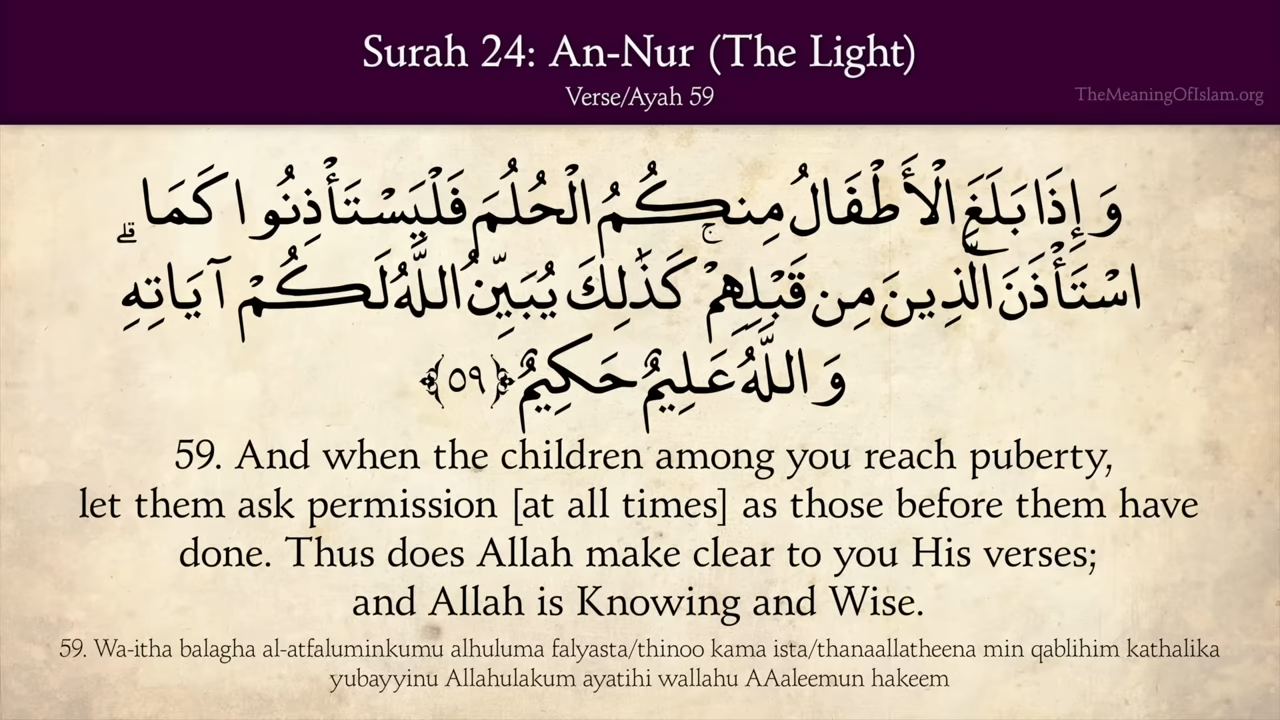 Surah 24: An-Nur (The Light)
Verse/Ayah 59
TheMeaningOfIslam.org
وَإِذَا بَلَغَ الْأَطْفَالُ مِنكُمُ الْحُلُمَ فَلْيَسْتَأْذِنُوا كَمَا
اسْتَأْذَنَ الَّذِينَ مِن قَبْلِهِمْ ۚ كَذَٰلِكَ يُبَيِّنُ اللَّهُ لَكُمْ آيَاتِهِ ۗ
وَاللَّهُ عَلِيمٌ حَكِيمٌ ﴿٥٩﴾
59. And when the children among you reach puberty,
let them ask permission [at all times] as those before them have
done. Thus does Allah make clear to you His verses;
and Allah is Knowing and Wise.
59. Wa-itha balagha al-atfaluminkumu alhuluma falyasta/thinoo kama ista/thanaallatheena min qablihim kathalika
yubayyinu Allahulakum ayatihi wallahu AAaleemun hakeem